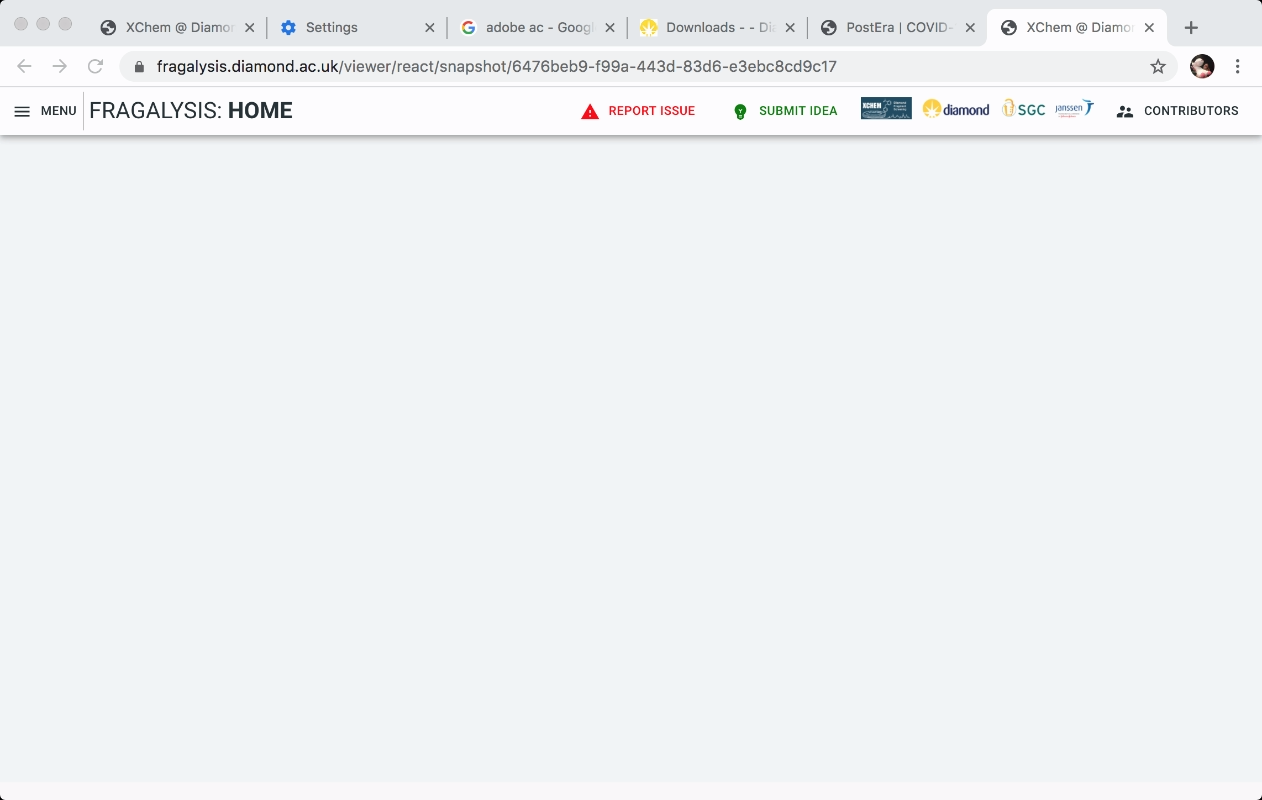 XChem @ Diamon
Settings
adobe ac - Googl
Downloads - - Dia
PostEra | COVID-
XChem @ Diamon
fragalysis.diamond.ac.uk/viewer/react/snapshot/6476beb9-f99a-443d-83d6-e3ebc8cd9c17
MENU
FRAGALYSIS: HOME
REPORT ISSUE
SUBMIT IDEA
XCHEM
diamond
SGC
janssen
CONTRIBUTORS